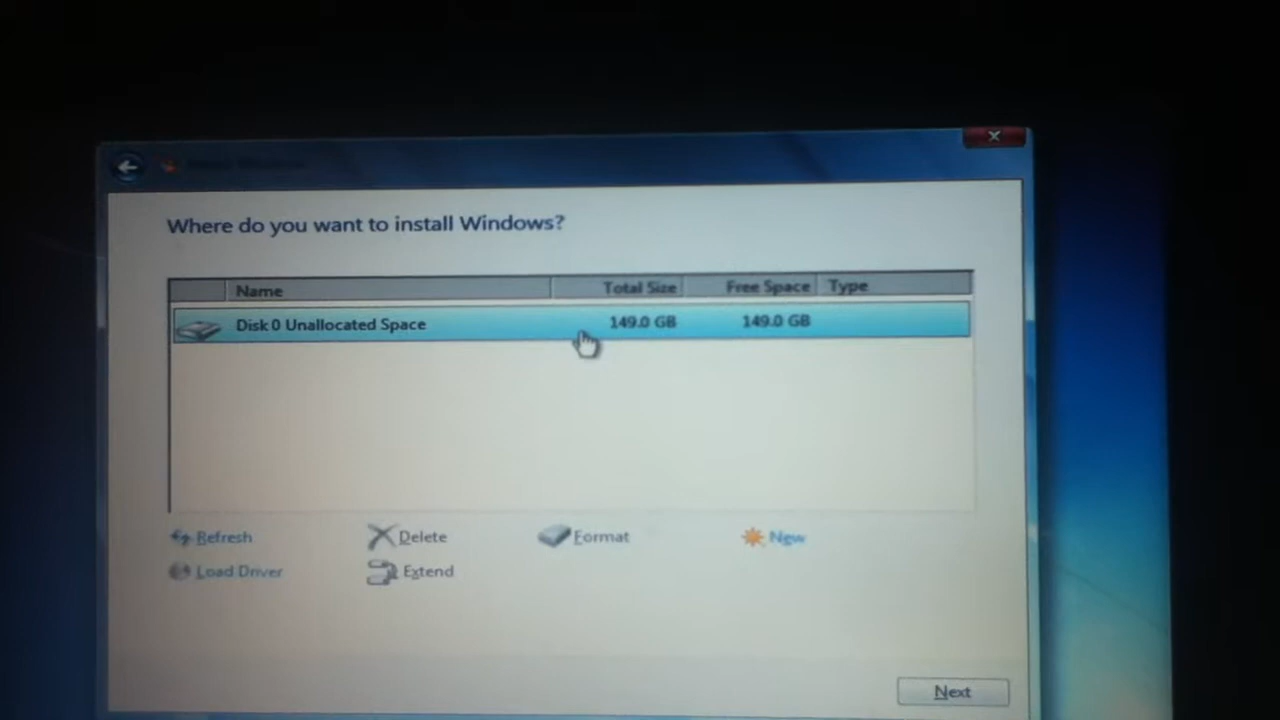 Where do you want to install Windows?
Name Total Size Free Space Type
Disk 0 Unallocated Space 149.0 GB 149.0 GB
Refresh Delete Format New
Load Driver Extend
Next